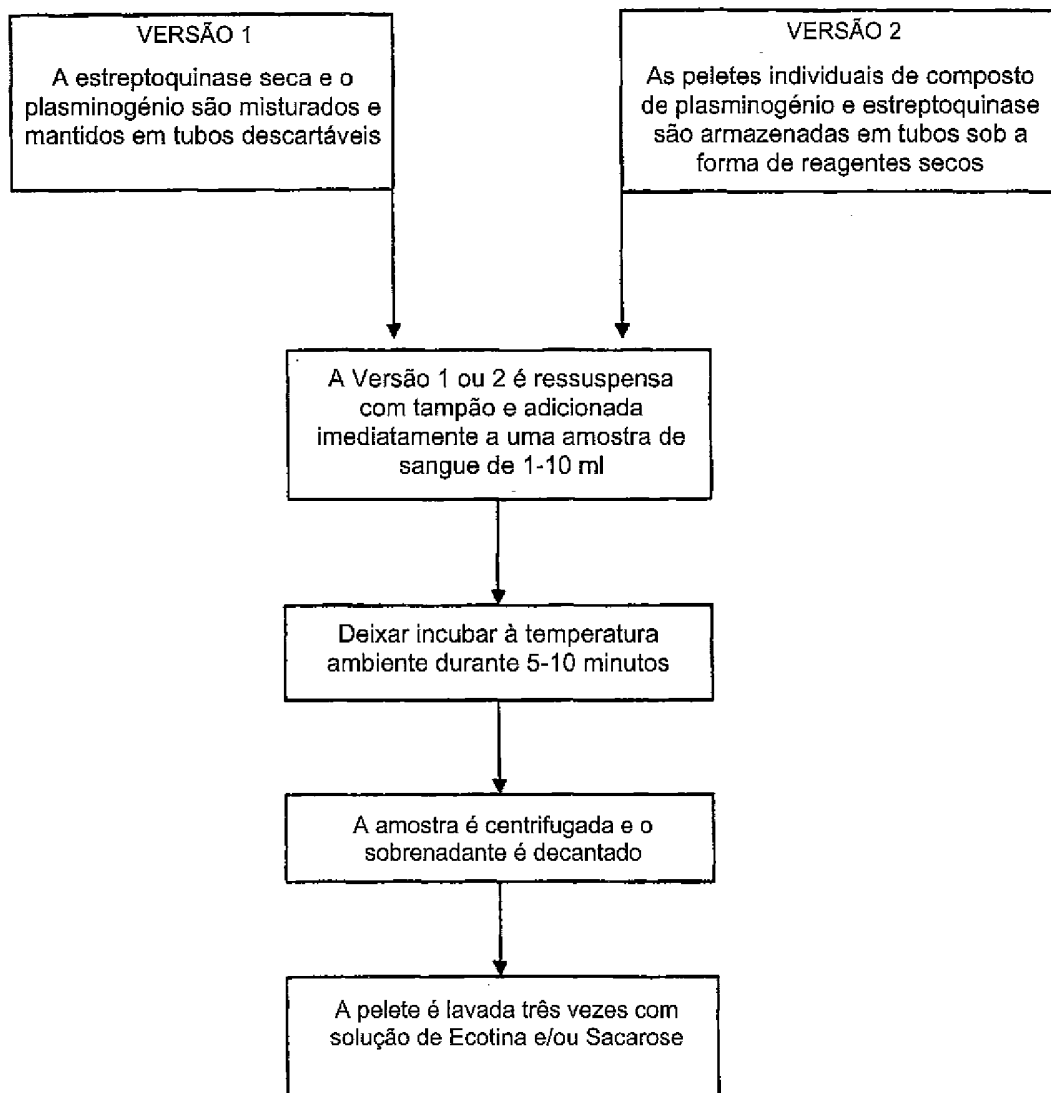 VERSÃO 1
A estreptoquinase seca e o
plasminogénio são misturados e
mantidos em tubos descartáveis
VERSÃO 2
As peletes individuais de composto
de plasminogénio e estreptoquinase
são armazenadas em tubos sob a
forma de reagentes secos
A Versão 1 ou 2 é ressuspensa
com tampão e adicionada
imediatamente a uma amostra de
sangue de 1-10 ml
Deixar incubar à temperatura
ambiente durante 5-10 minutos
A amostra é centrifugada e o
sobrenadante é decantado
A pelete é lavada três vezes com
solução de Ecotina e/ou Sacarose